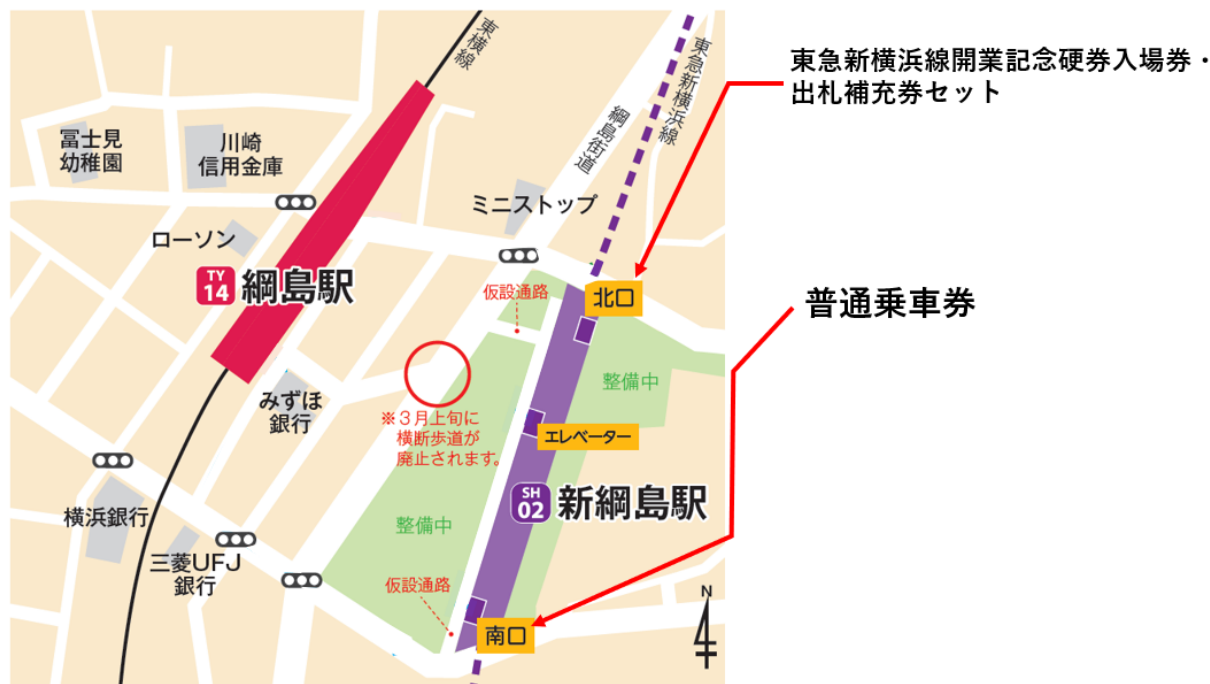 東横線
東急新横浜線
綱島街道
東急新横浜線開業記念硬券入場券・
出札補充券セット
冨士見
幼稚園
川崎
信用金庫
ミニストップ
ローソン
TY
14
綱島駅
仮設通路
北口
普通乗車券
整備中
みずほ
銀行
※3月上旬に
横断歩道が
廃止されます。
エレベーター
SH
02
新綱島駅
横浜銀行
整備中
三菱UFJ
銀行
仮設通路
南口
N